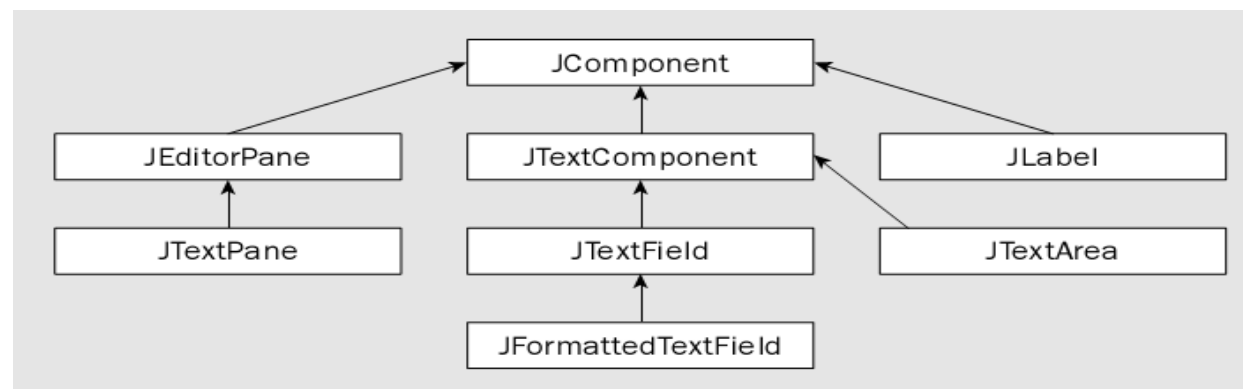 JComponent
JEditorPane
JTextComponent
JLabel
JTextPane
JTextField
JTextArea
JFormattedTextField